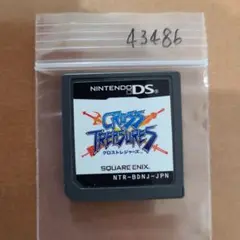 43486
NINTENDO DS
CROSS
TREASURES
クロストレジャーズ
SQUARE ENIX
NTR-BDNJ-JPN